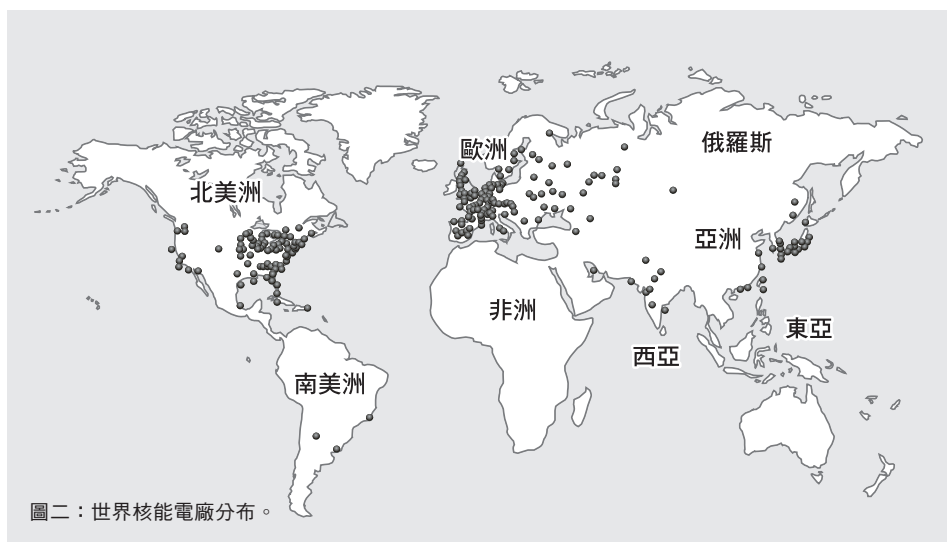 俄羅斯
歐洲
北美洲
亞洲
非洲
東亞
西亞
南美洲
圖二：世界核能電廠分布。